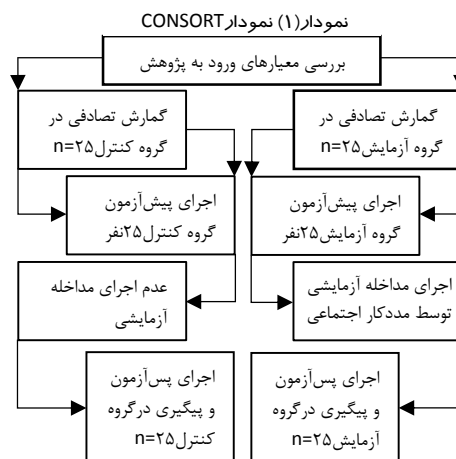 نمودار(۱) نمودارCONSORT
بررسی معیارهای ورود به پژوهش
گمارش تصادفی در
گروه آزمایش۲۵=n
گمارش تصادفی در
گروه کنترل۲۵=n
اجرای پیش‌آزمون
گروه آزمایش۲۵نفر
اجرای پیش‌آزمون
گروه کنترل۲۵نفر
اجرای مداخله آزمایشی
توسط مددکار اجتماعی
عدم اجرای مداخله
آزمایشی
اجرای پس‌آزمون
و پیگیری درگروه
آزمایش۲۵=n
اجرای پس‌آزمون
و پیگیری درگروه
کنترل۲۵=n